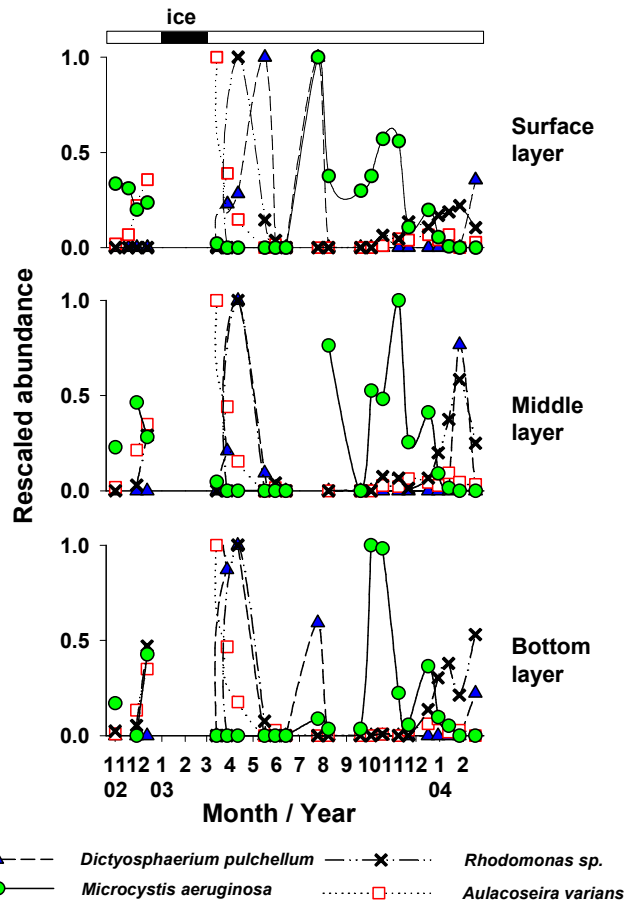 ice
1.0
0.5
0.0
Surface
layer
1.0
0.5
0.0
Middle
layer
1.0
0.5
0.0
Bottom
layer
Rescaled abundance
11 12 1 2 3 4 5 6 7 8 9 10 11 12 1 2
02 03 04
Month / Year
Dictyosphaerium pulchellum Rhodomonas sp.
Microcystis aeruginosa Aulacoseira varians